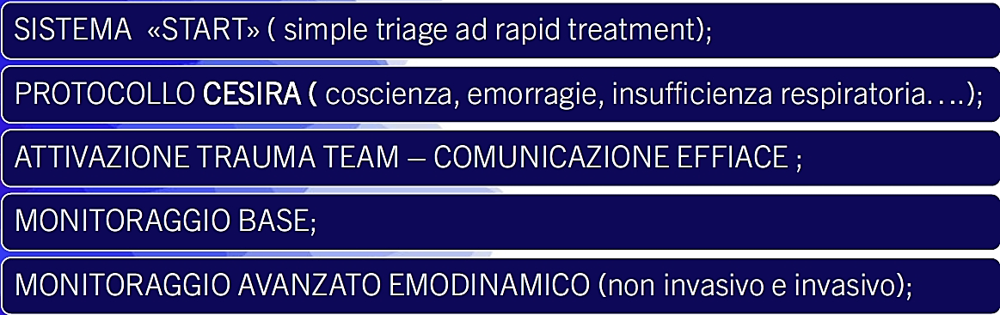 SISTEMA «START» ( simple triage ad rapid treatment);
PROTOCOLLO CESIRA ( coscienza, emorragie, insufficienza respiratoria….);
ATTIVAZIONE TRAUMA TEAM – COMUNICAZIONE EFFIACE ;
MONITORAGGIO BASE;
MONITORAGGIO AVANZATO EMODINAMICO (non invasivo e invasivo);